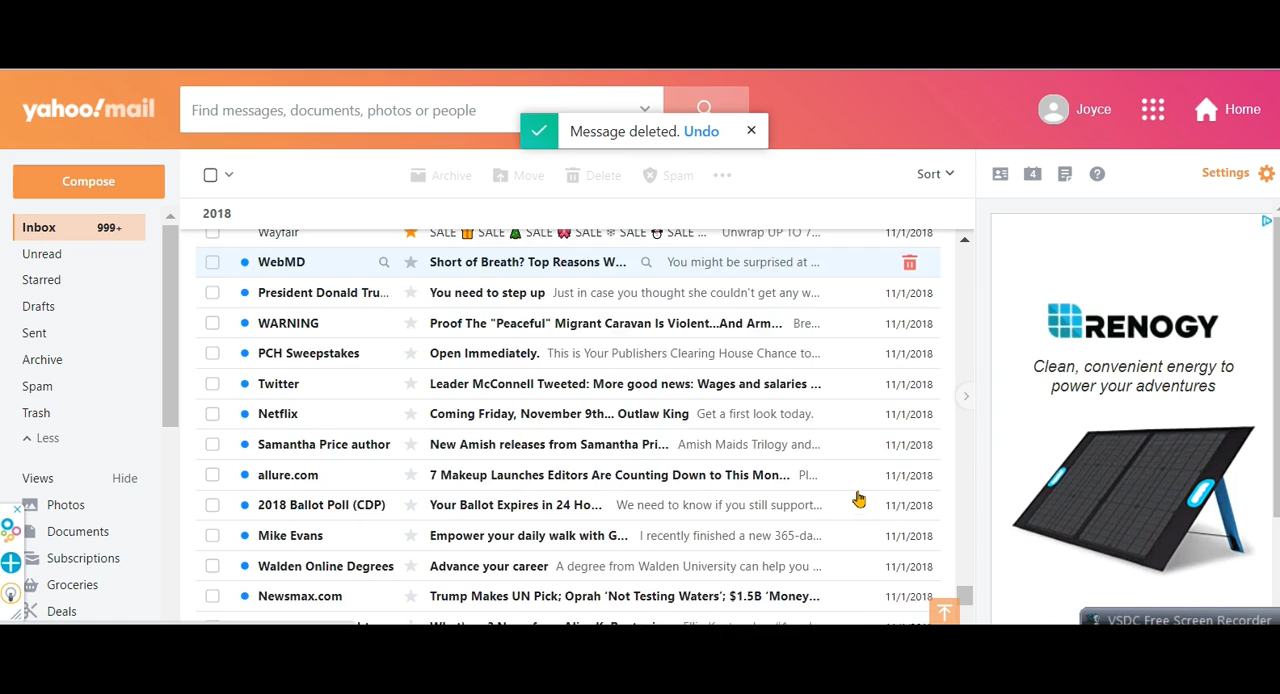 yahoo!mail
Find messages, documents, photos or people
Joyce
Home
Message deleted. Undo
Compose
Archive
Move
Delete
Spam
Sort
4
Settings
2018
Inbox 999+
Unread
Starred
Drafts
Sent
Archive
Spam
Trash
Less
Views Hide
Photos
Documents
Subscriptions
Groceries
Deals
Wayfair SALE SALE SALE SALE SALE ... Unwrap UP TO 7... 11/1/2018
WebMD Short of Breath? Top Reasons W... You might be surprised at ...
President Donald Tru... You need to step up Just in case you thought she couldn't get any w... 11/1/2018
WARNING Proof The "Peaceful" Migrant Caravan Is Violent...And Arm... Bre... 11/1/2018
PCH Sweepstakes Open Immediately. This is Your Publishers Clearing House Chance to... 11/1/2018
Twitter Leader McConnell Tweeted: More good news: Wages and salaries ... 11/1/2018
Netflix Coming Friday, November 9th... Outlaw King Get a first look today. 11/1/2018
Samantha Price author New Amish releases from Samantha Pri... Amish Maids Trilogy and... 11/1/2018
allure.com 7 Makeup Launches Editors Are Counting Down to This Mon... Pl... 11/1/2018
2018 Ballot Poll (CDP) Your Ballot Expires in 24 Ho... We need to know if you still support... 11/1/2018
Mike Evans Empower your daily walk with G... I recently finished a new 365-da... 11/1/2018
Walden Online Degrees Advance your career A degree from Walden University can help you ... 11/1/2018
Newsmax.com Trump Makes UN Pick; Oprah ‘Not Testing Waters’; $1.5B ‘Money... 11/1/2018
RENOGY
Clean, convenient energy to
power your adventures
VSDC Free Screen Recorder